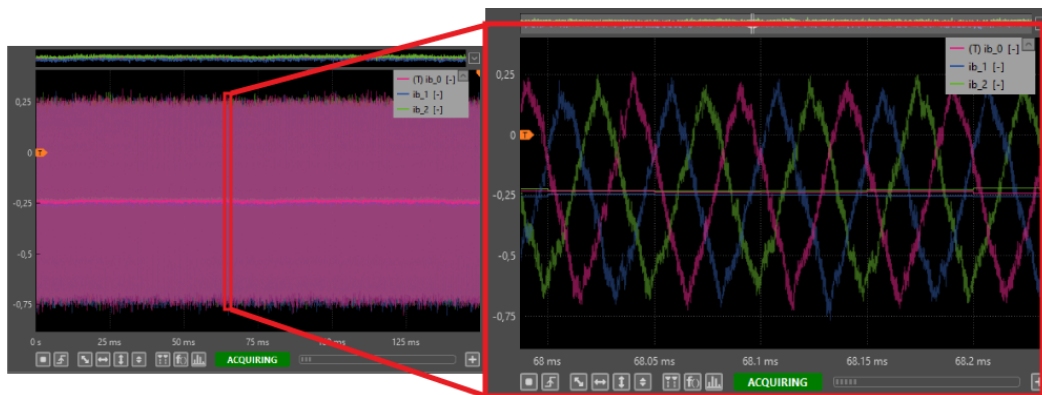 (T) ib_0 [-]
ib_1 [-]
ib_2 [-]
0,25
0
T
-0,25
-0,5
-0,75
0 s 25 ms 50 ms 75 ms 100 ms 125 ms
f() ACQUIRING
(T) ib_0 [-]
ib_1 [-]
ib_2 [-]
0,25
0
T
-0,25
-0,5
-0,75
68 ms 68.05 ms 68.1 ms 68.15 ms 68.2 ms
f() ACQUIRING